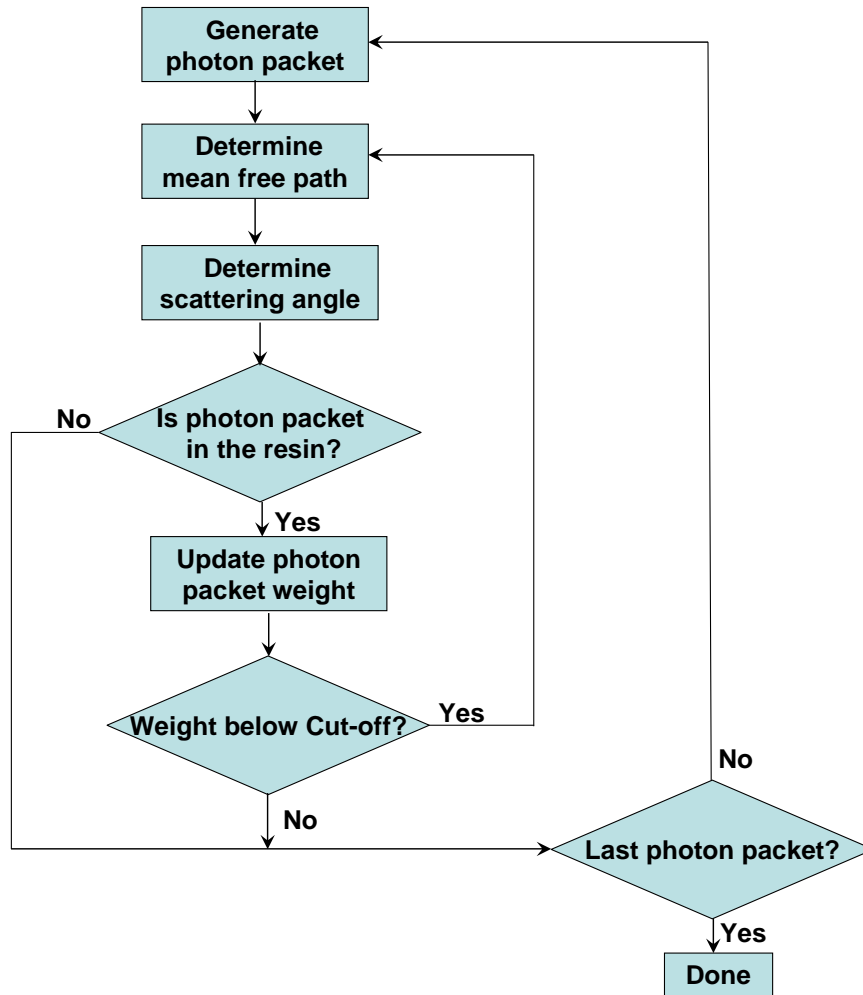 Generate
photon packet
Determine
mean free path
Determine
scattering angle
No
Is photon packet
in the resin?
Yes
Update photon
packet weight
Weight below Cut-off?
Yes
No
No
Last photon packet?
Yes
Done